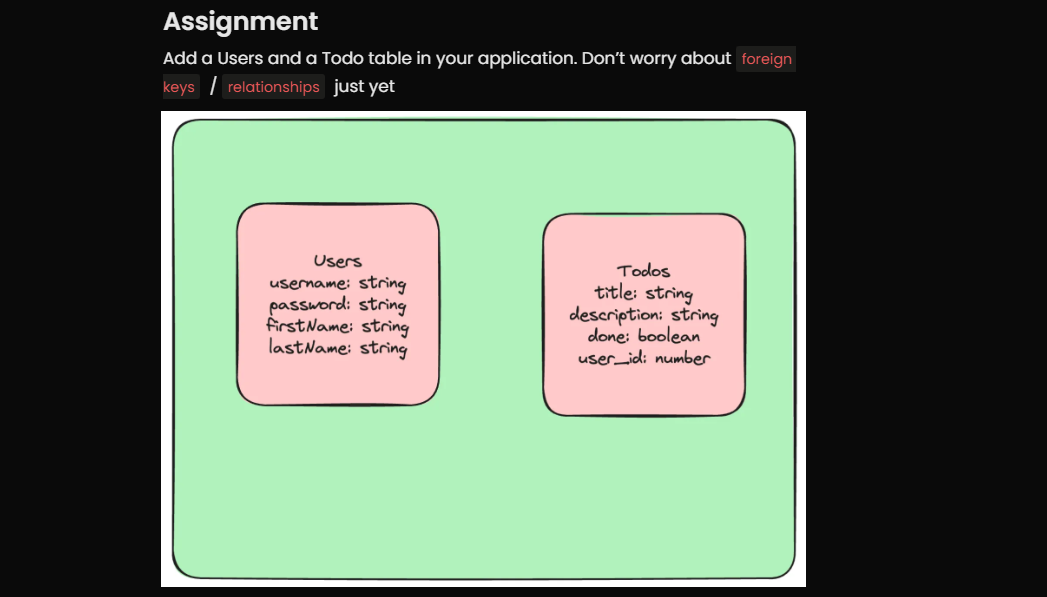 Assignment
Add a Users and a Todo table in your application. Don’t worry about foreign
keys / relationships just yet
Users
username: string
password: string
firstName: string
lastName: string
Todos
title: string
description: string
done: boolean
user_id: number